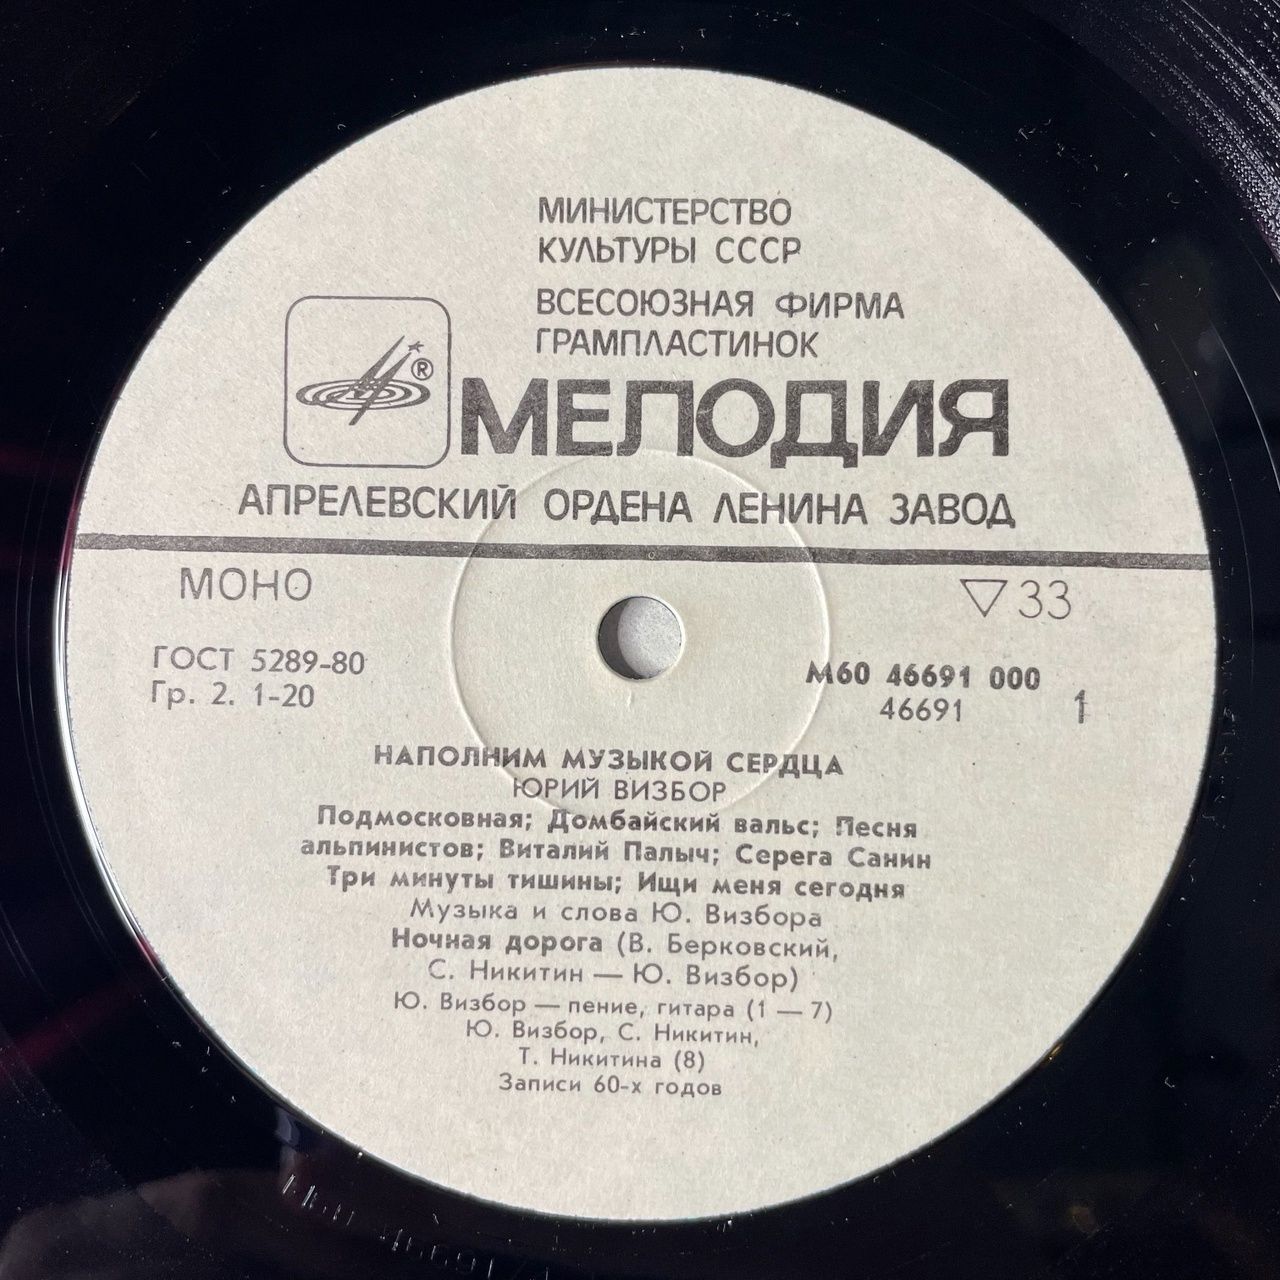 МИНИСТЕРСТВО
КУЛЬТУРЫ СССР
ВСЕСОЮЗНАЯ ФИРМА
ГРАМПЛАСТИНОК
®
МЕЛОДИЯ
АПРЕЛЕВСКИЙ ОРДЕНА ЛЕНИНА ЗАВОД
МОНО
▽33
ГОСТ 5289-80
Гр. 2. 1-20
М60 46691 000
46691
1
НАПОЛНИМ МУЗЫКОЙ СЕРДЦА
ЮРИЙ ВИЗБОР
Подмосковная; Домбайский вальс; Песня
альпинистов; Виталий Палыч; Серега Санин
Три минуты тишины; Ищи меня сегодня
Музыка и слова Ю. Визбора
Ночная дорога (В. Берковский,
С. Никитин — Ю. Визбор)
Ю. Визбор — пение, гитара (1 — 7)
Ю. Визбор, С. Никитин,
Т. Никитина (8)
Записи 60-х годов